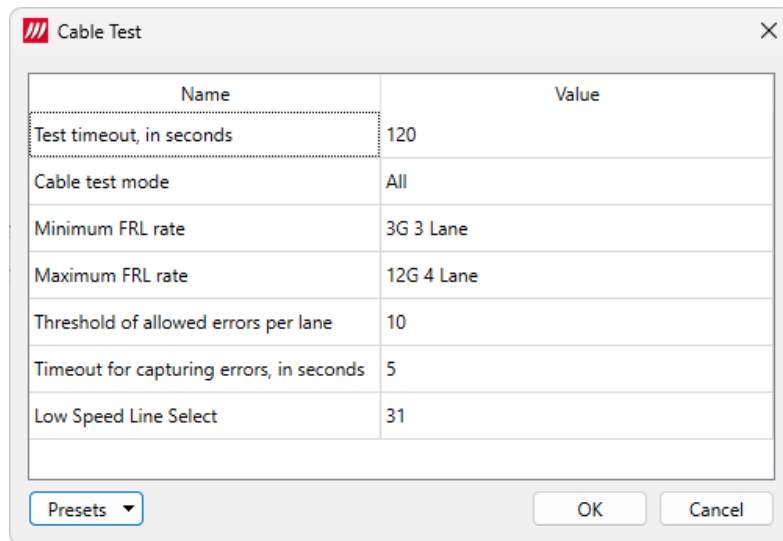 Cable Test
Name Value
Test timeout, in seconds 120
Cable test mode All
Minimum FRL rate 3G 3 Lane
Maximum FRL rate 12G 4 Lane
Threshold of allowed errors per lane 10
Timeout for capturing errors, in seconds 5
Low Speed Line Select 31
Presets OK Cancel